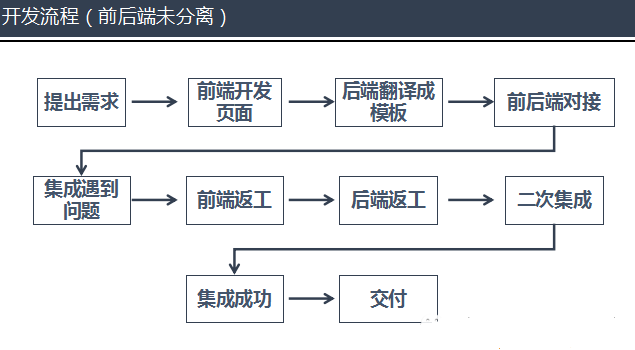 开发流程（前后端未分离）
提出需求
前端开发
页面
后端翻译成
模板
前后端对接
集成遇到
问题
前端返工
后端返工
二次集成
集成成功
交付